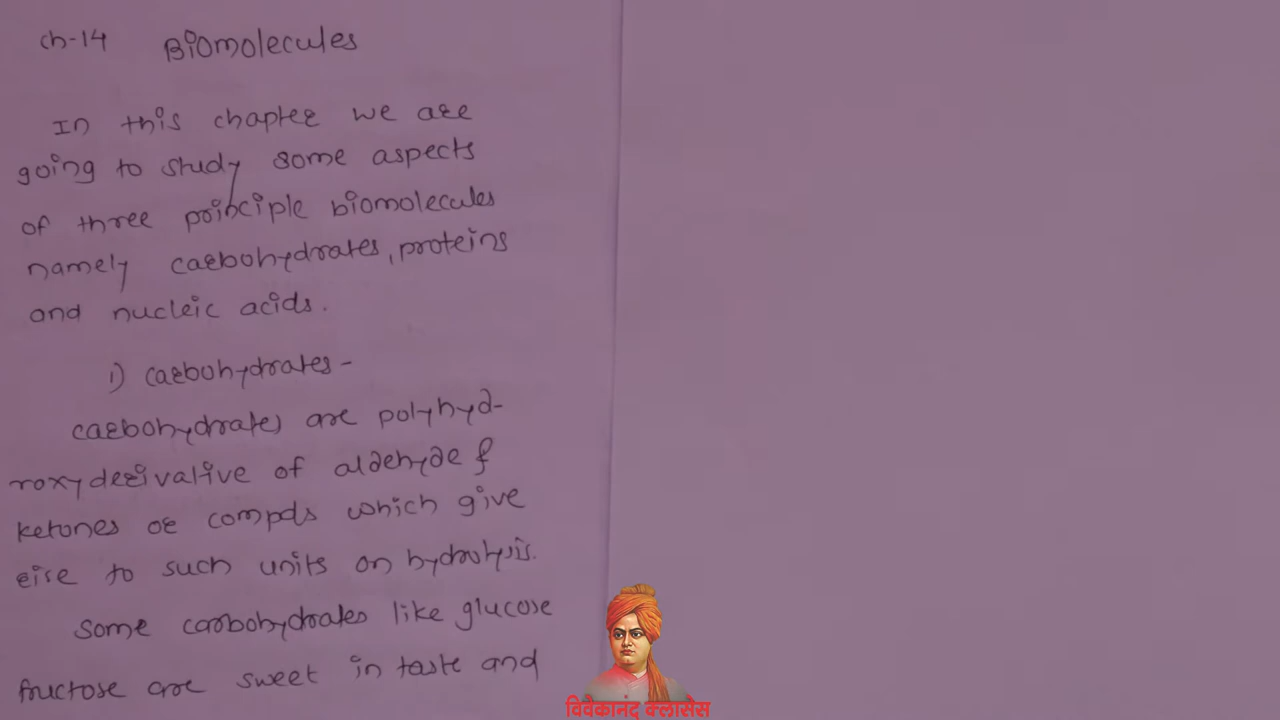 ch-14 Biomolecules
In this chapter we are
going to study some aspects
of three principle biomolecules
namely carbohydrates, proteins
and nucleic acids.
1) carbohydrates -
carbohydrates are polyhyd-
roxyderivative of aldehyde &
ketones or compds which give
rise to such units on hydrolysis.
Some carbohydrates like glucose
fructose are sweet in taste and
विवेकानंद क्लासेस